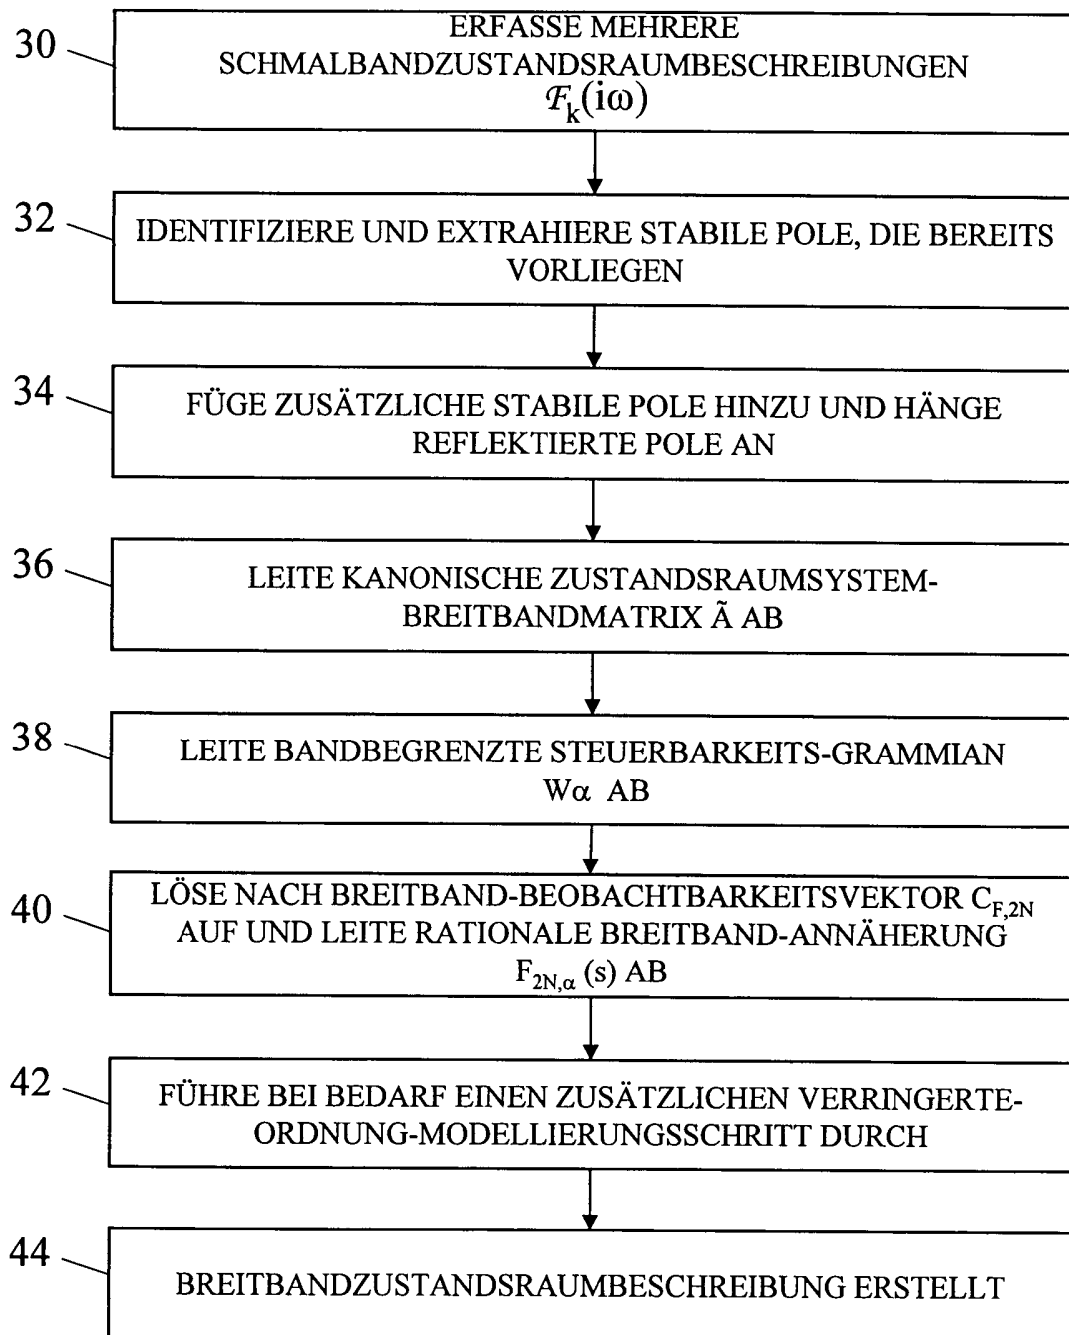 30
ERFASSE MEHRERE
SCHMALBANDZUSTANDSRAUMBESCHREIBUNGEN
ℱk(iω)
32
IDENTIFIZIERE UND EXTRAHIERE STABILE POLE, DIE BEREITS
VORLIEGEN
34
FÜGE ZUSÄTZLICHE STABILE POLE HINZU UND HÄNGE
REFLEKTIERTE POLE AN
36
LEITE KANONISCHE ZUSTANDSRAUMSYSTEM-
BREITBANDMATRIX Ã AB
38
LEITE BANDBEGRENZTE STEUERBARKEITS-GRAMMIAN
Wα AB
40
LÖSE NACH BREITBAND-BEOBACHTBARKEITSVEKTOR CF,2N
AUF UND LEITE RATIONALE BREITBAND-ANNÄHERUNG
F2N,α (s) AB
42
FÜHRE BEI BEDARF EINEN ZUSÄTZLICHEN VERRINGERTE-
ORDNUNG-MODELLIERUNGSSCHRITT DURCH
44
BREITBANDZUSTANDSRAUMBESCHREIBUNG ERSTELLT